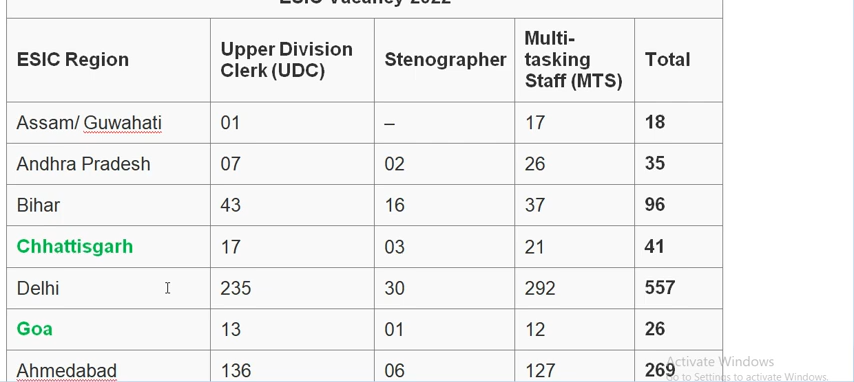 ESIC Vacancy 2022
ESIC Region Upper Division Clerk (UDC) Stenographer Multi-tasking Staff (MTS) Total
Assam/ Guwahati 01 – 17 18
Andhra Pradesh 07 02 26 35
Bihar 43 16 37 96
Chhattisgarh 17 03 21 41
Delhi 235 30 292 557
Goa 13 01 12 26
Ahmedabad 136 06 127 269
Activate Windows
Go to Settings to activate Windows.